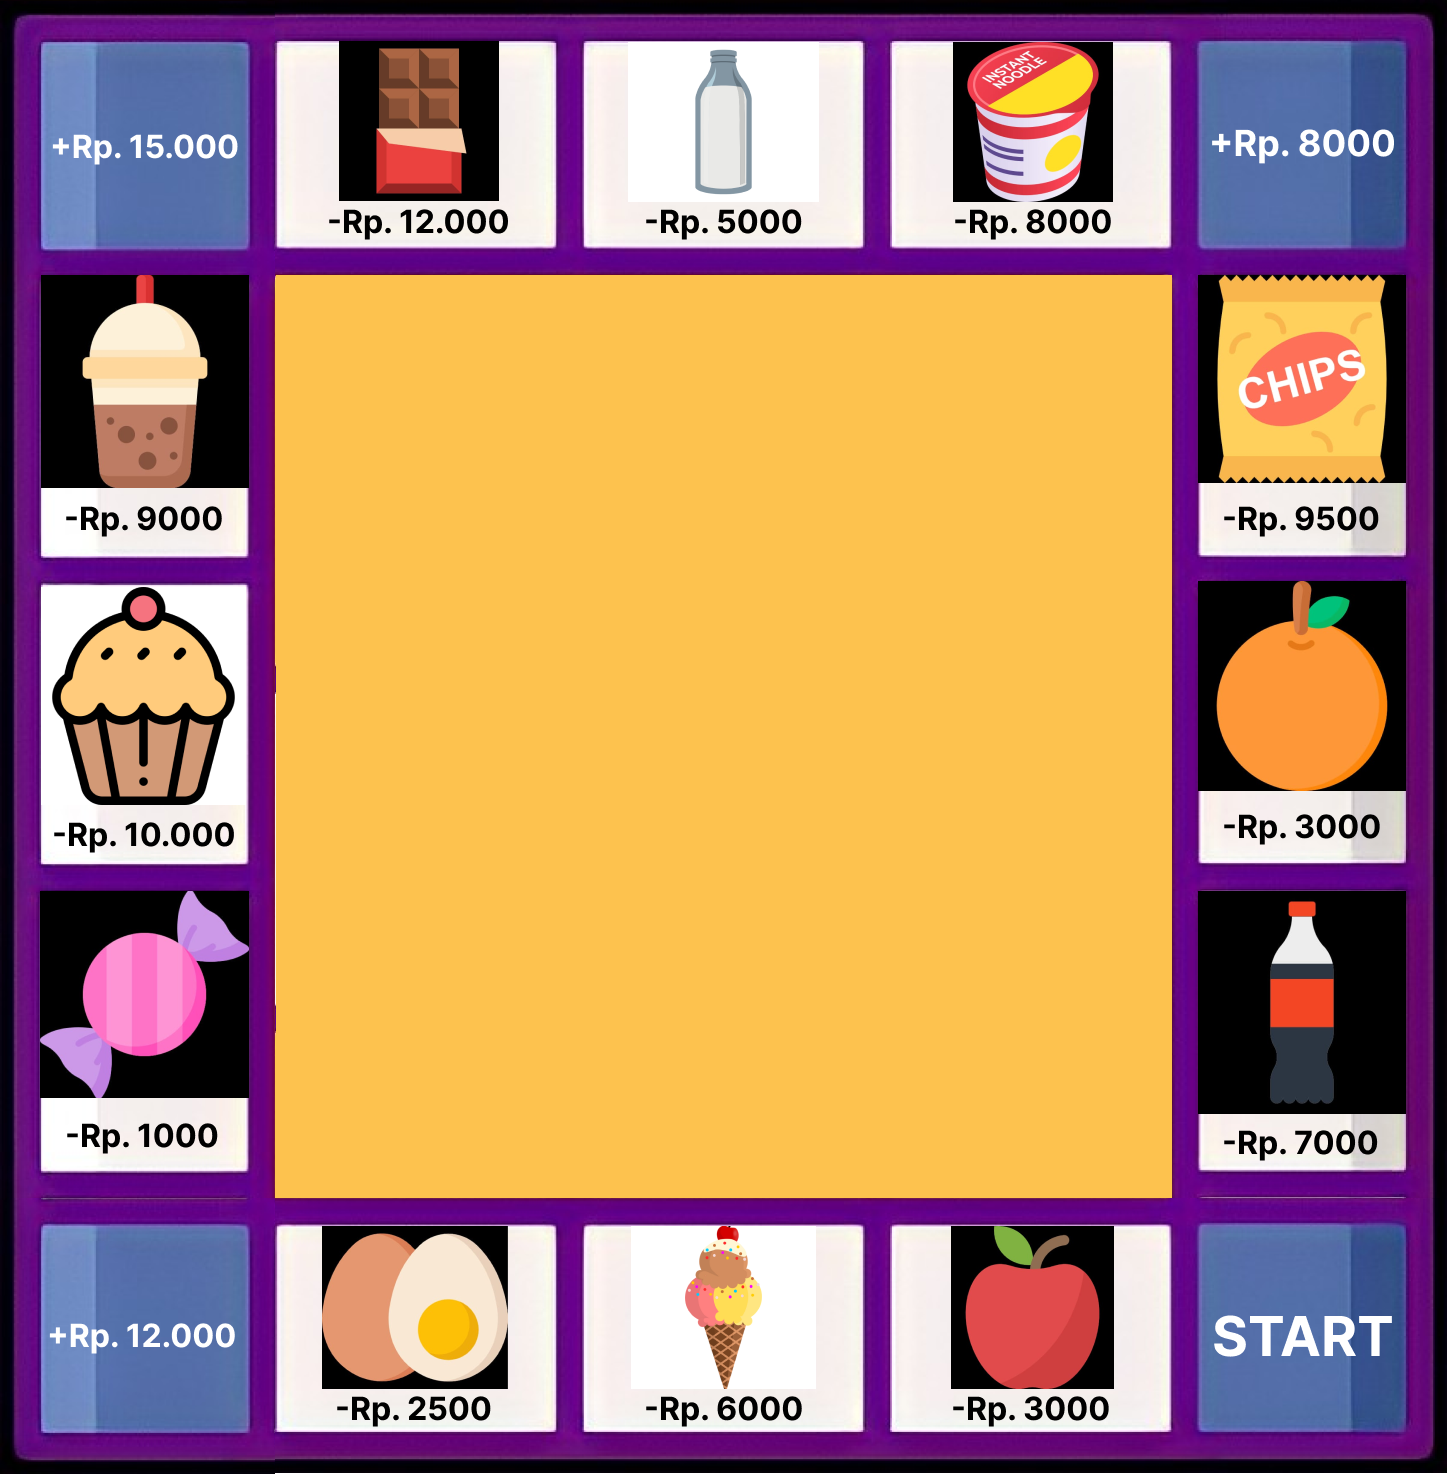 +Rp. 15.000
-Rp. 12.000
-Rp. 5000
INSTANT
NOODLE
-Rp. 8000
+Rp. 8000
-Rp. 9000
CHIPS
-Rp. 9500
-Rp. 10.000
-Rp. 3000
-Rp. 1000
-Rp. 7000
+Rp. 12.000
-Rp. 2500
-Rp. 6000
-Rp. 3000
START